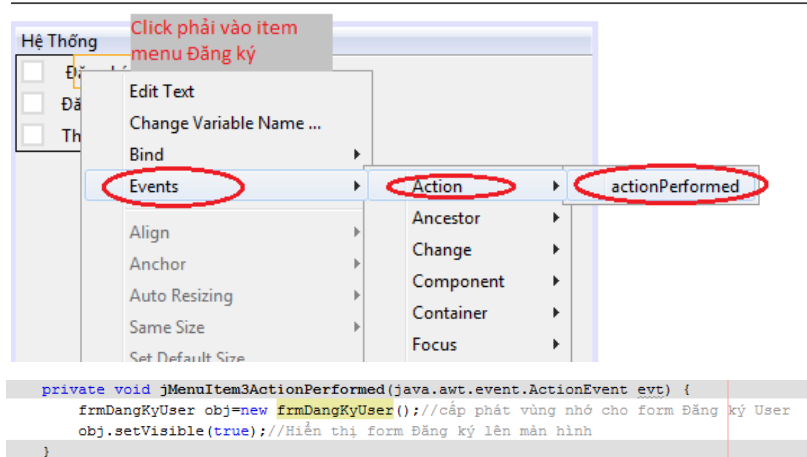 Click phải vào item
menu Đăng ký
Hệ Thống
Đă
Th
Edit Text
Change Variable Name ...
Bind
Events
Align
Anchor
Auto Resizing
Same Size
Set Default Size
Action
Ancestor
Change
Component
Container
Focus
actionPerformed
private void jMenuItem3ActionPerformed(java.awt.event.ActionEvent evt) {
frmDangKyUser obj=new frmDangKyUser();//cấp phát vùng nhớ cho form Đăng ký User
obj.setVisible(true);//Hiển thị form Đăng ký lên màn hình
}